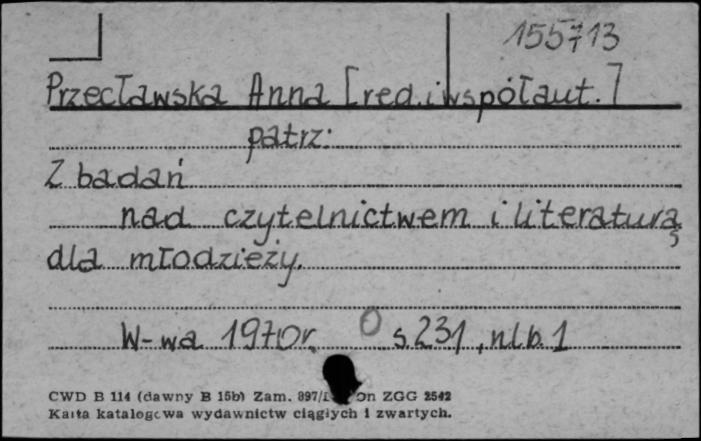 155713
Przecławska Anna [red. i współaut.]
patrz:
Z badań
nad czytelnictwem i literaturą
dla młodzieży.
W-wa 1970r. s. 231, nlb. 1
CWD B 114 (dawny B 15b) Zam. 897/ ZGG 2542
Karta katalogowa wydawnictw ciągłych i zwartych.